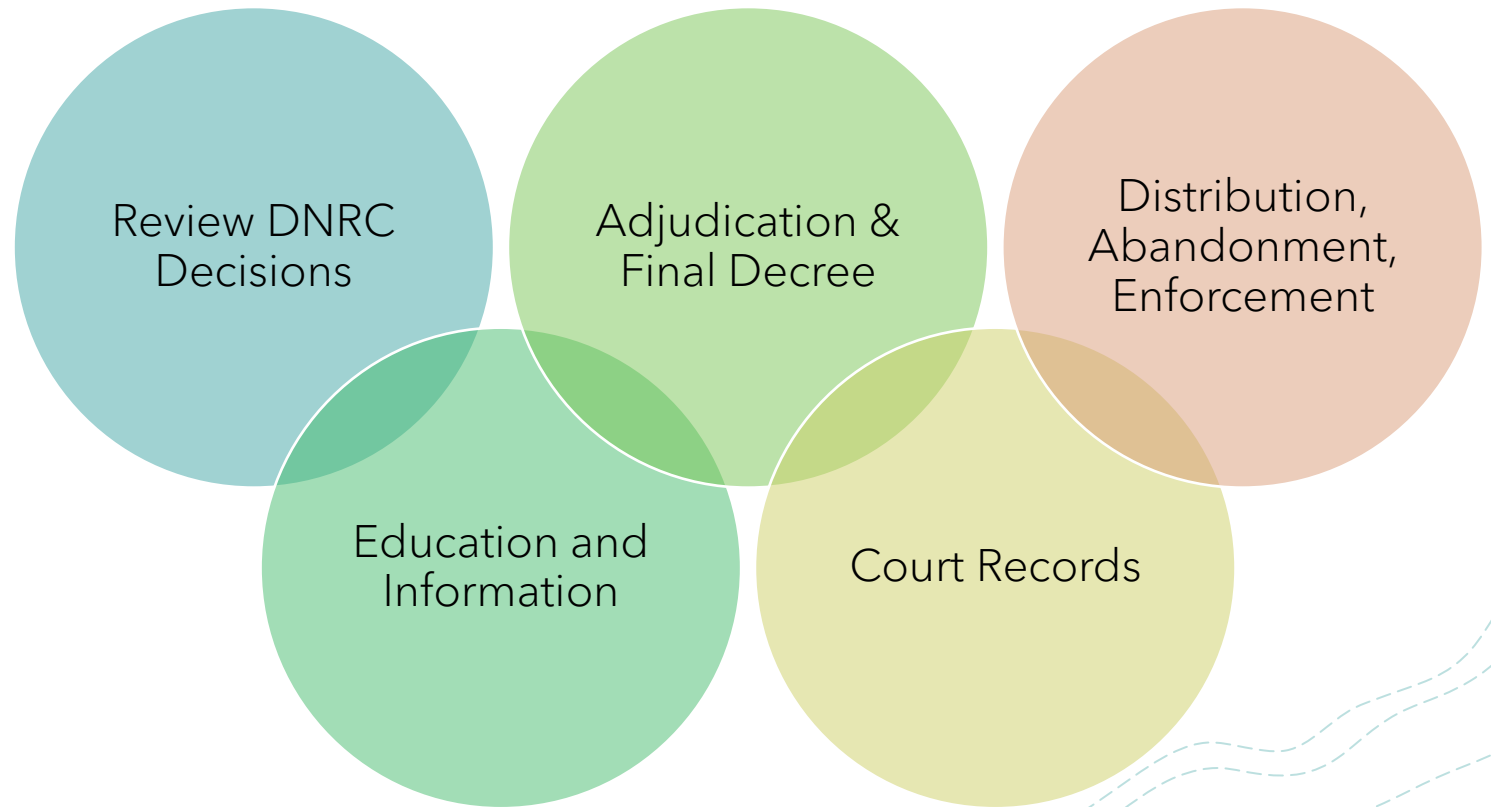 Review DNRC
Decisions
Adjudication &
Final Decree
Distribution,
Abandonment,
Enforcement
Education and
Information
Court Records